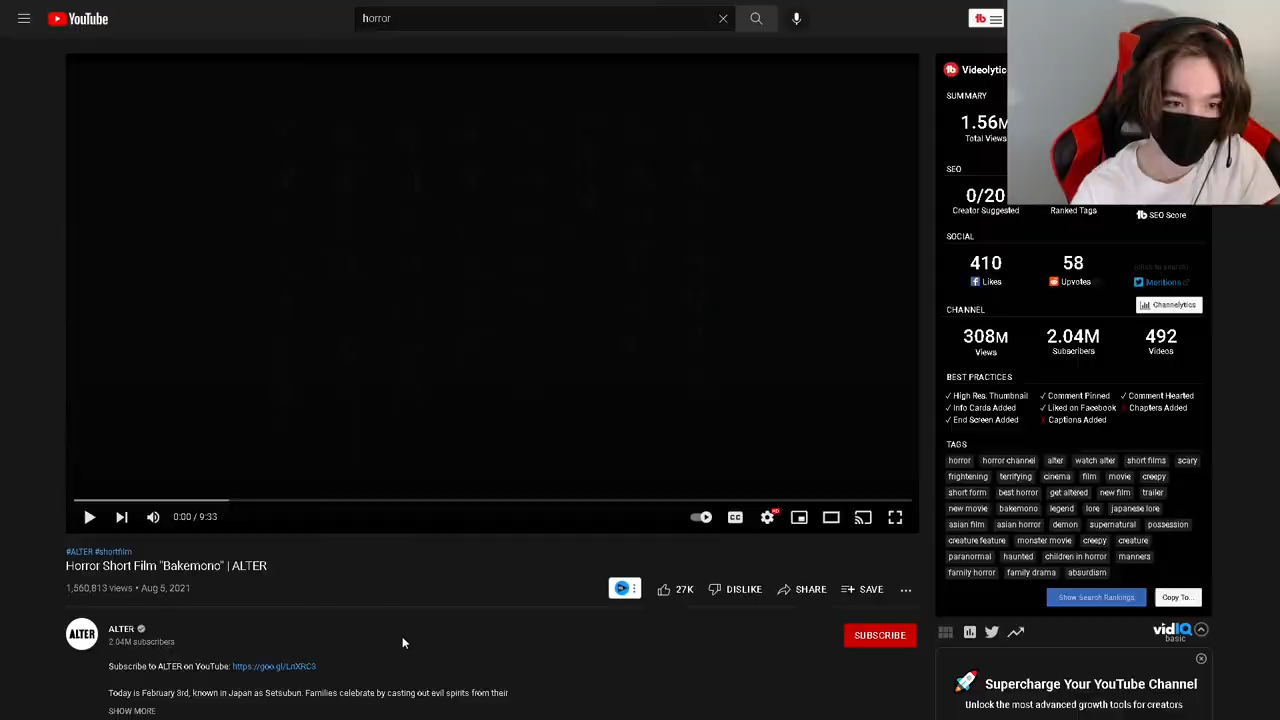 YouTube
horror
tb
Videolytic
SUMMARY
1.56M
Total Views
SEO
0/20
Creator Suggested
Ranked Tags
tb SEO Score
SOCIAL
410
58
(click to search)
Likes
Upvotes
Mentions
Channelytics
CHANNEL
308M
2.04M
492
Views
Subscribers
Videos
BEST PRACTICES
High Res. Thumbnail
Comment Pinned
Comment Hearted
Info Cards Added
Liked on Facebook
Chapters Added
End Screen Added
Captions Added
TAGS
horror horror channel alter watch alter short films scary
frightening terrifying cinema film movie creepy
short form best horror get altered new film trailer
new movie bakemono legend lore japanese lore
asian film asian horror demon supernatural possession
creature feature monster movie creepy creature
paranormal haunted children in horror manners
family horror family drama absurdism
Show Search Rankings
Copy To...
vidIQ
basic
Supercharge Your YouTube Channel
Unlock the most advanced growth tools for creators
0:00 / 9:33
CC
HD
#ALTER #shortfilm
Horror Short Film "Bakemono" | ALTER
1,560,813 views • Aug 5, 2021
27K
DISLIKE
SHARE
SAVE
ALTER
ALTER
2.04M subscribers
SUBSCRIBE
Subscribe to ALTER on YouTube: https://goo.gl/LnXRC3
Today is February 3rd, known in Japan as Setsubun. Families celebrate by casting out evil spirits from their
SHOW MORE